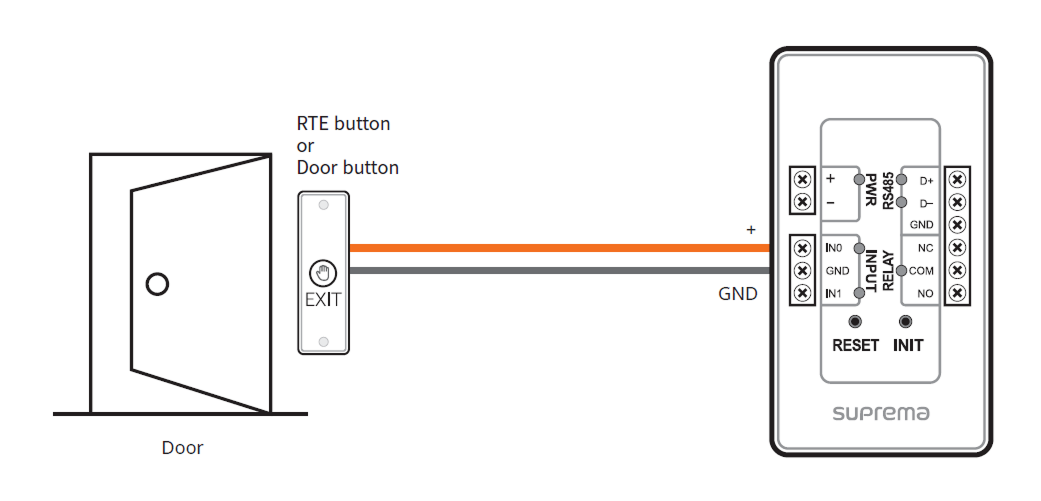 RTE button
or
Door button
EXIT
Door
+
GND
+
−
PWR
RS485
D+
D−
GND
IN0
GND
IN1
INPUT
RELAY
NC
COM
NO
RESET
INIT
suprema